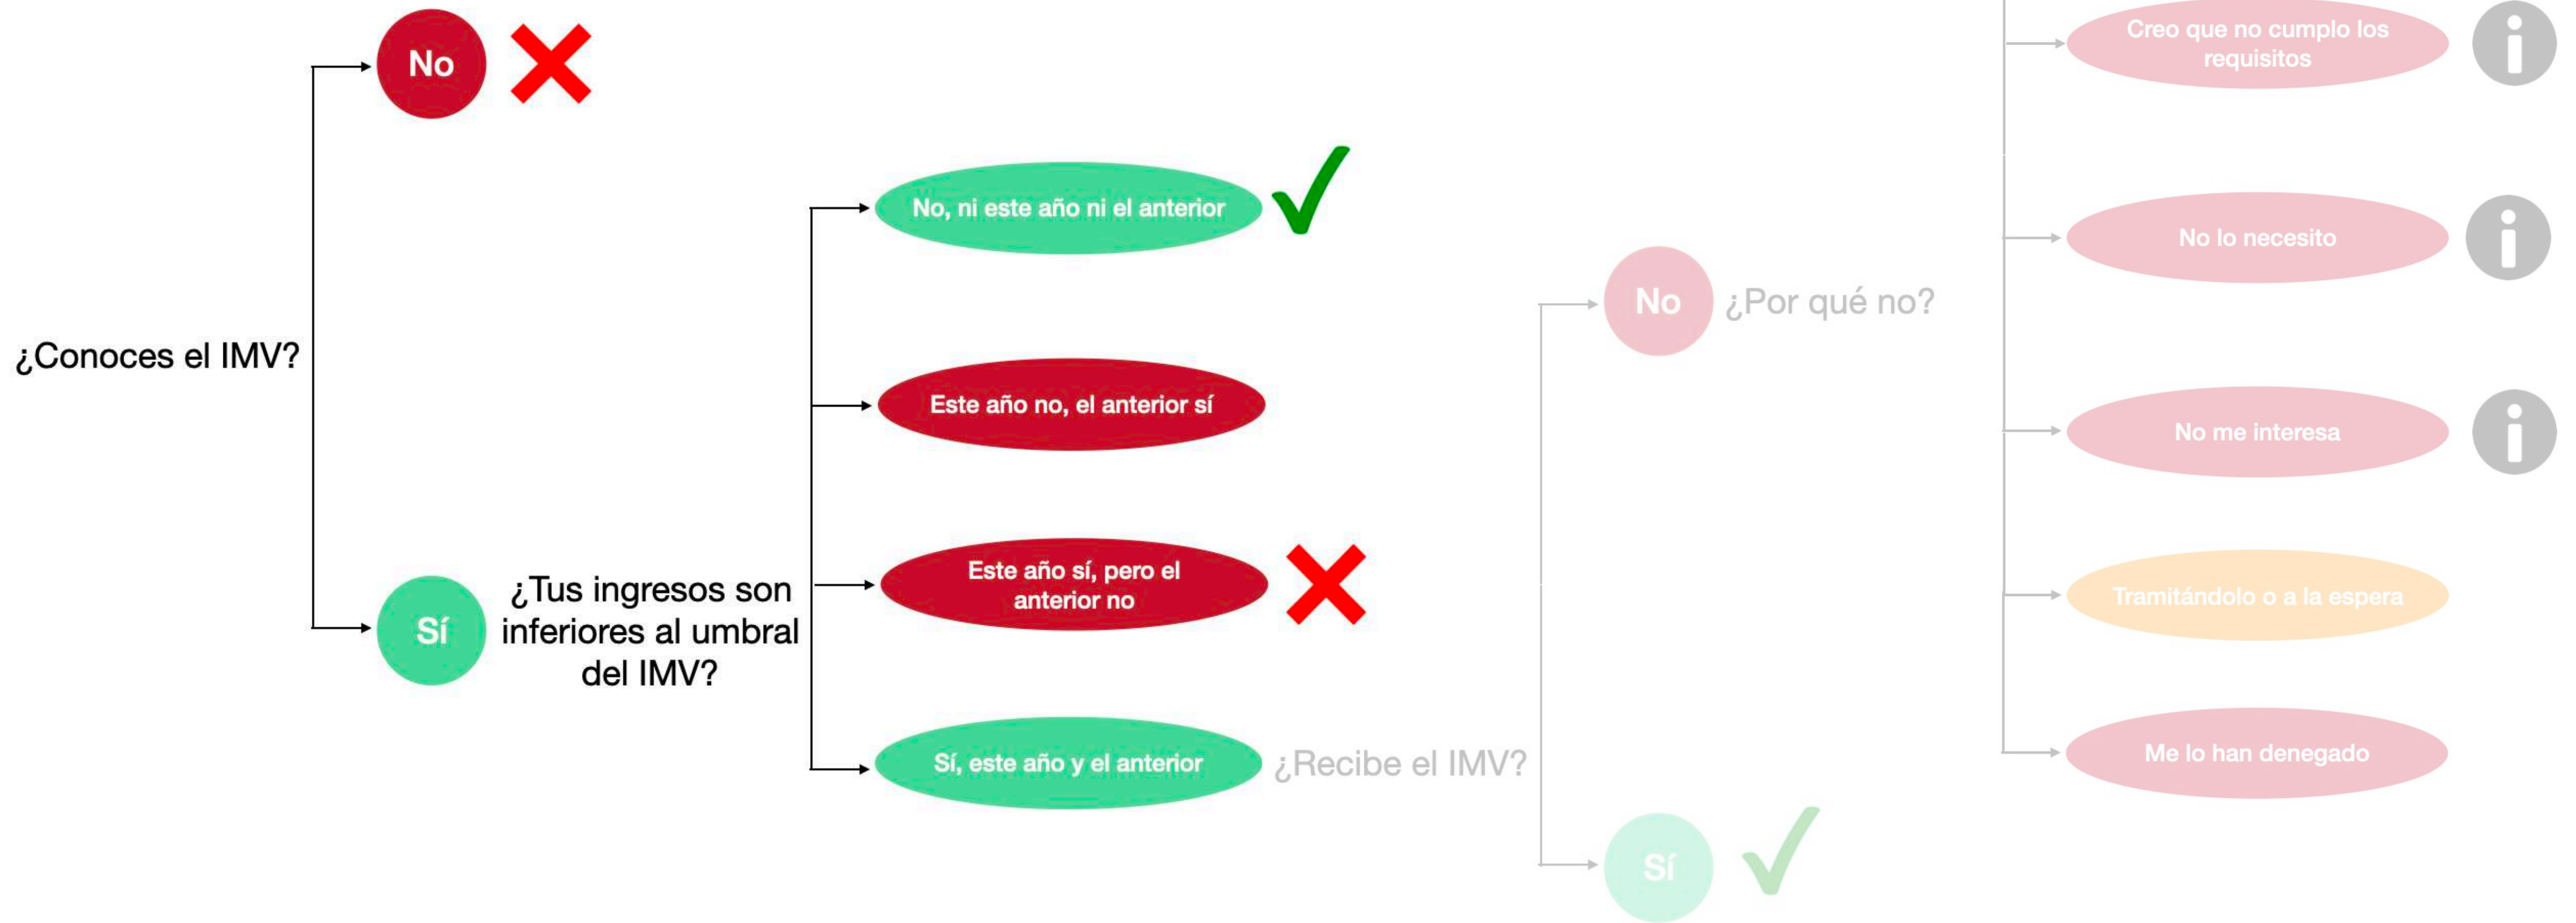 ¿Conoces el IMV?
No
Sí
¿Tus ingresos son
inferiores al umbral
del IMV?
No, ni este año ni el anterior
Este año no, el anterior sí
Este año sí, pero el
anterior no
Sí, este año y el anterior
¿Recibe el IMV?
No
¿Por qué no?
Sí
Creo que no cumplo los
requisitos
No lo necesito
No me interesa
Tramitándolo o a la espera
Me lo han denegado